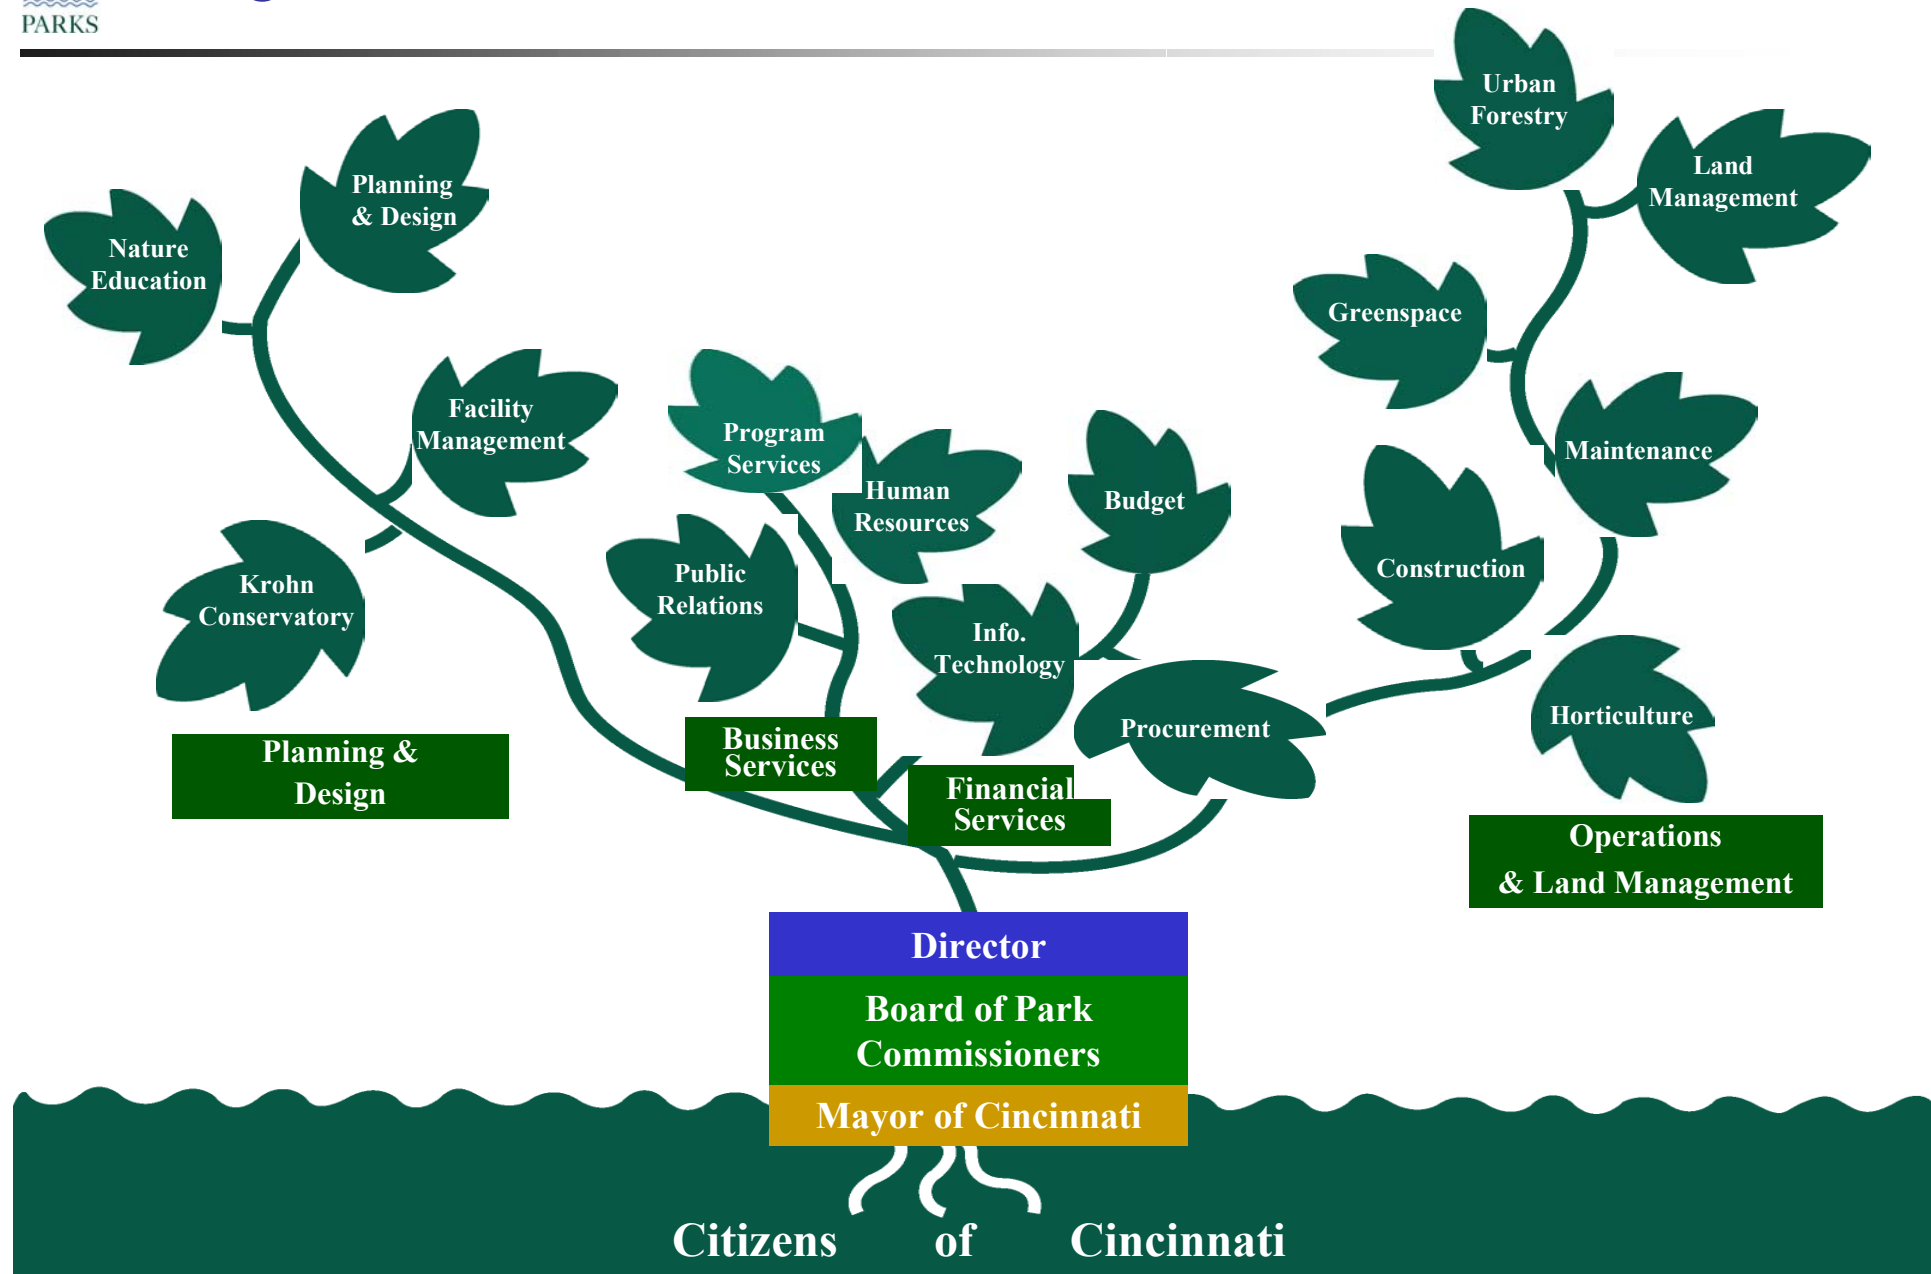 PARKS
Urban
Forestry
Land
Management
Planning
& Design
Nature
Education
Greenspace
Facility
Management
Program
Services
Human
Resources
Budget
Maintenance
Krohn
Conservatory
Public
Relations
Info.
Technology
Construction
Procurement
Horticulture
Planning &
Design
Business
Services
Financial
Services
Operations
& Land Management
Director
Board of Park
Commissioners
Mayor of Cincinnati
Citizens of Cincinnati